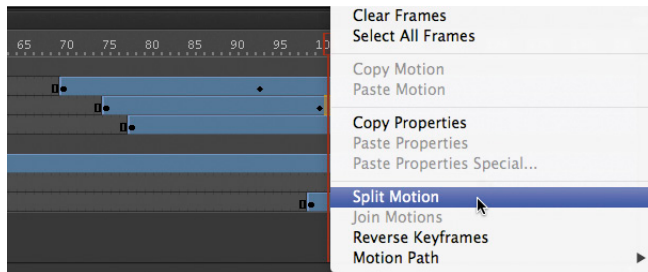 65 70 75 80 85 90 95 10
Clear Frames
Select All Frames
Copy Motion
Paste Motion
Copy Properties
Paste Properties
Paste Properties Special...
Split Motion
Join Motions
Reverse Keyframes
Motion Path